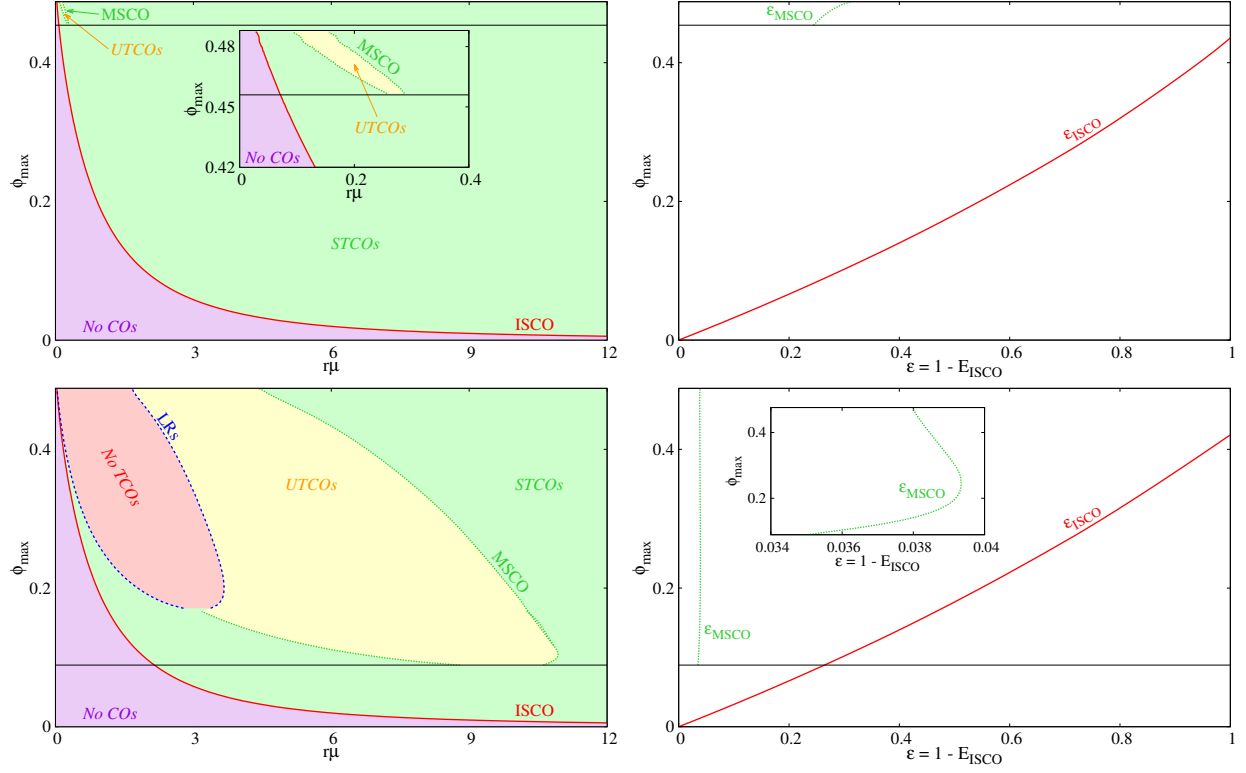 MSCO
UTCOs
ϕmax
0.4
0.2
0
0.48
0.45
0.42
ϕmax
MSCO
UTCOs
No COs
0
0.2
0.4
rμ
STCOs
No COs
ISCO
0
3
6
9
12
rμ
εMSCO
ϕmax
0.4
0.2
0
εISCO
0
0.2
0.4
0.6
0.8
1
ε = 1 - EISCO
ϕmax
0.4
0.2
0
LRs
No TCOs
UTCOs
STCOs
MSCO
No COs
ISCO
0
3
6
9
12
rμ
ϕmax
0.4
0.2
0
ϕmax
0.4
0.2
εMSCO
0.034
0.036
0.038
0.04
ε = 1 - EISCO
εISCO
εMSCO
0
0.2
0.4
0.6
0.8
1
ε = 1 - EISCO